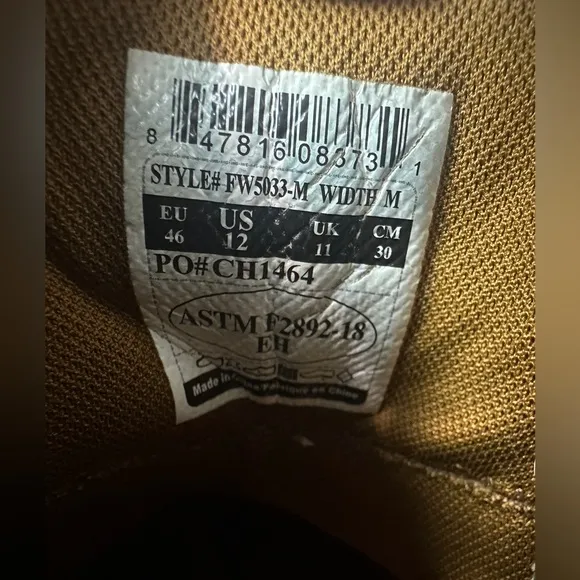 8 47816 08373 1
STYLE# FW5033-M WIDTH M
EU US UK CM
46 12 11 30
PO# CH1464
ASTM F2892-18
EH
Made In China/Fabriqué en Chine